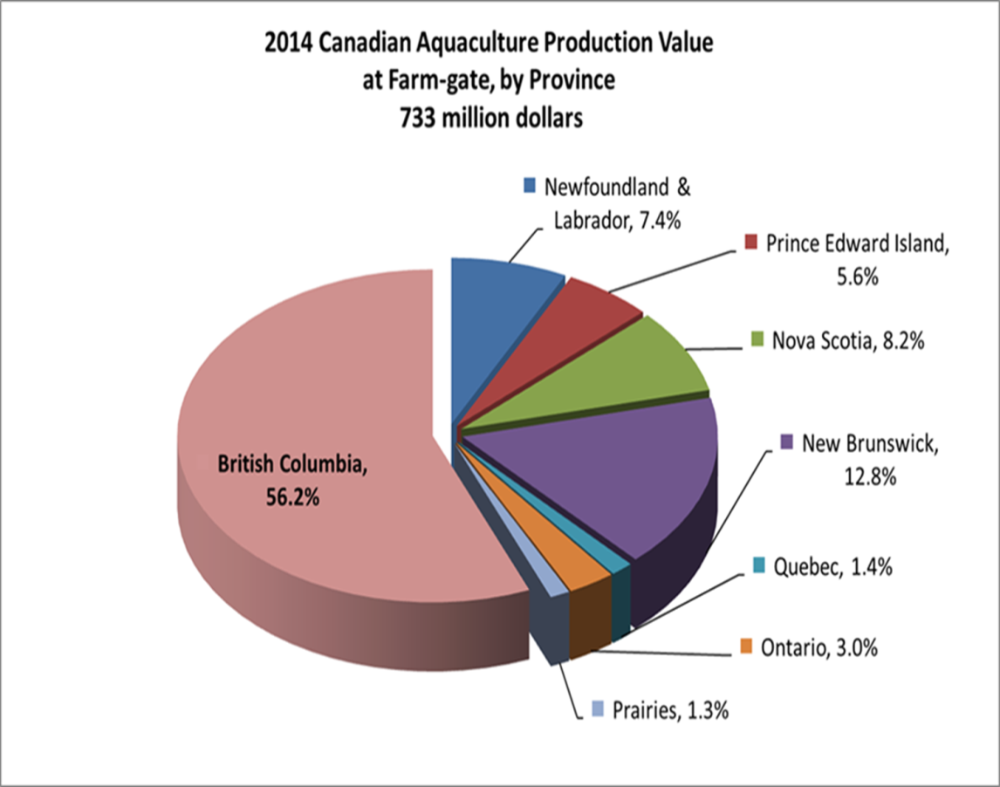 2014 Canadian Aquaculture Production Value
at Farm-gate, by Province
733 million dollars
Newfoundland &
Labrador, 7.4%
Prince Edward Island,
5.6%
Nova Scotia, 8.2%
New Brunswick,
12.8%
British Columbia,
56.2%
Quebec, 1.4%
Ontario, 3.0%
Prairies, 1.3%